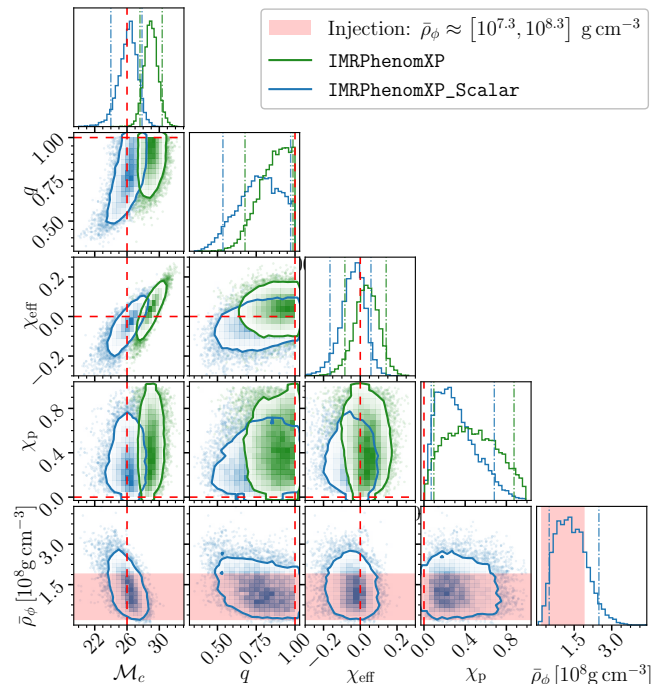 Injection: ρ̄_ϕ ≈ [10^7.3, 10^8.3] g cm^−3
IMRPhenomXP
IMRPhenomXP_Scalar
q
1.00
0.75
0.50
χ_eff
0.2
0.0
−0.2
χ_p
0.8
0.4
0.0
ρ̄_ϕ [10^8 g cm^−3]
3.0
1.5
20 26 30 0.50 0.75 1.00 −0.2 0.0 0.2 0.0 0.4 0.8 1.5 3.0
ℳ_c q χ_eff χ_p ρ̄_ϕ [10^8 g cm^−3]